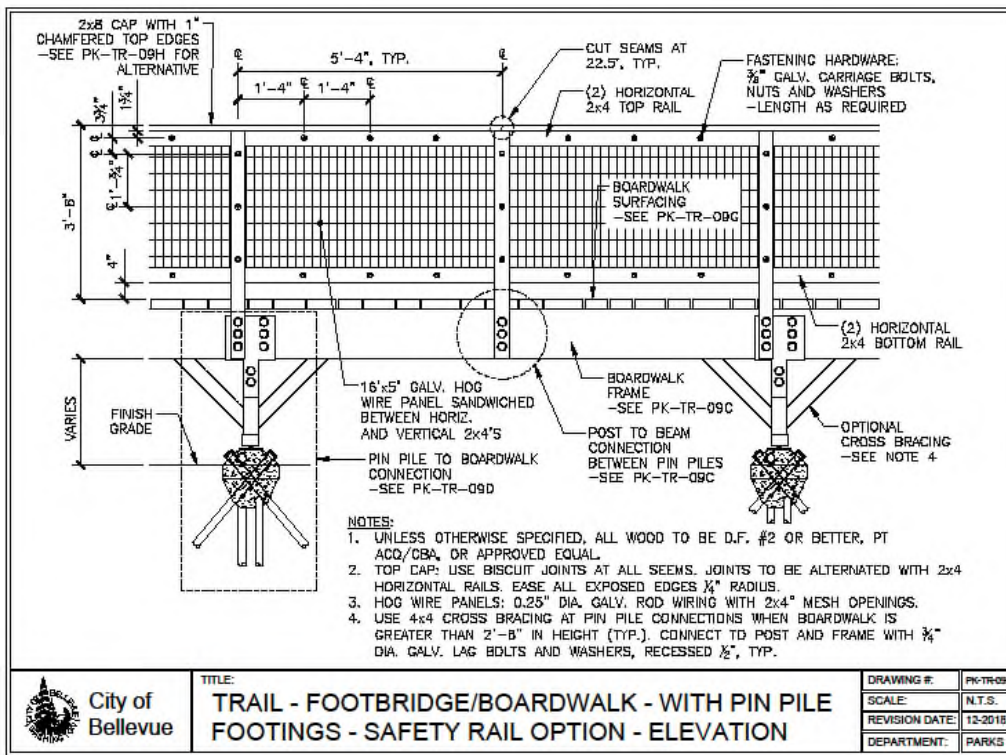 2x8 CAP WITH 1"
CHAMFERED TOP EDGES
-SEE PK-TR-09H FOR
ALTERNATIVE
5'-4", TYP.
1'-4"
1'-4"
CUT SEAMS AT
22.5°, TYP.
(2) HORIZONTAL
2x4 TOP RAIL
FASTENING HARDWARE:
⅜" GALV. CARRIAGE BOLTS,
NUTS AND WASHERS
-LENGTH AS REQUIRED
3¾"
1¾"
1'-¾"
3'-6"
4"
BOARDWALK
SURFACING
-SEE PK-TR-09G
(2) HORIZONTAL
2x4 BOTTOM RAIL
VARIES
FINISH
GRADE
16'x5' GALV. HOG
WIRE PANEL SANDWICHED
BETWEEN HORIZ.
AND VERTICAL 2x4'S
PIN PILE TO BOARDWALK
CONNECTION
-SEE PK-TR-09D
BOARDWALK
FRAME
-SEE PK-TR-09C
POST TO BEAM
CONNECTION
BETWEEN PIN PILES
-SEE PK-TR-09C
OPTIONAL
CROSS BRACING
-SEE NOTE 4
NOTES:
1. UNLESS OTHERWISE SPECIFIED, ALL WOOD TO BE D.F. #2 OR BETTER, PT
ACQ/CBA, OR APPROVED EQUAL.
2. TOP CAP: USE BISCUIT JOINTS AT ALL SEEMS. JOINTS TO BE ALTERNATED WITH 2x4
HORIZONTAL RAILS. EASE ALL EXPOSED EDGES ¼" RADIUS.
3. HOG WIRE PANELS: 0.25" DIA. GALV. ROD WIRING WITH 2x4" MESH OPENINGS.
4. USE 4x4 CROSS BRACING AT PIN PILE CONNECTIONS WHEN BOARDWALK IS
GREATER THAN 2'-6" IN HEIGHT (TYP.). CONNECT TO POST AND FRAME WITH ¾"
DIA. GALV. LAG BOLTS AND WASHERS, RECESSED ½", TYP.
City of
Bellevue
TITLE:
TRAIL - FOOTBRIDGE/BOARDWALK - WITH PIN PILE
FOOTINGS - SAFETY RAIL OPTION - ELEVATION
DRAWING #: PK-TR-09
SCALE: N.T.S.
REVISION DATE: 12-2018
DEPARTMENT: PARKS